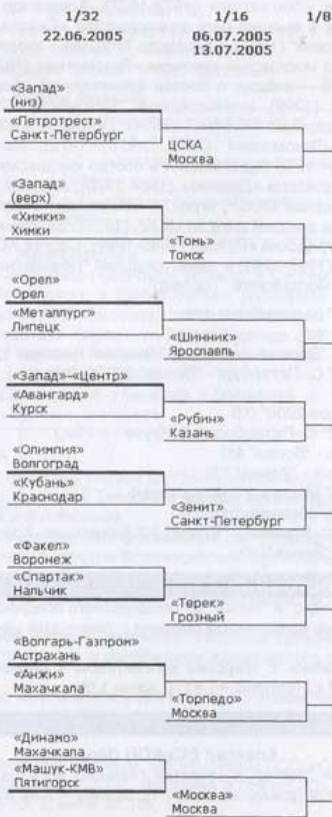 1/32
22.06.2005
1/16
06.07.2005
13.07.2005
1/8
«Запад»
(низ)
«Петротрест»
Санкт-Петербург
ЦСКА
Москва
«Запад»
(верх)
«Химки»
Химки
«Томь»
Томск
«Орел»
Орел
«Металлург»
Липецк
«Шинник»
Ярославль
«Запад»-«Центр»
«Авангард»
Курск
«Рубин»
Казань
«Олимпия»
Волгоград
«Кубань»
Краснодар
«Зенит»
Санкт-Петербург
«Факел»
Воронеж
«Спартак»
Нальчик
«Терек»
Грозный
«Волгарь-Газпром»
Астрахань
«Анжи»
Махачкала
«Торпедо»
Москва
«Динамо»
Махачкала
«Машук-КМВ»
Пятигорск
«Москва»
Москва